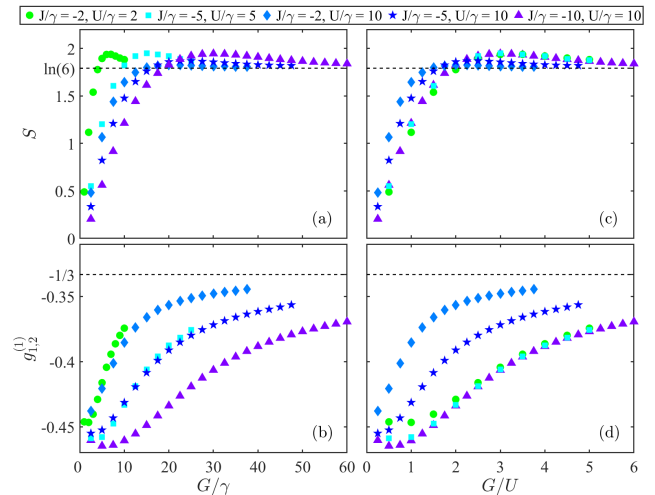 J/γ = -2, U/γ = 2 J/γ = -5, U/γ = 5 J/γ = -2, U/γ = 10 J/γ = -5, U/γ = 10 J/γ = -10, U/γ = 10
2
ln(6)
1.5
1
0.5
0
S
(a)
(c)
-1/3
-0.35
-0.4
-0.45
g_{1,2}^{(1)}
(b)
(d)
0 10 20 30 40 50 60
0 1 2 3 4 5 6
G/γ
G/U